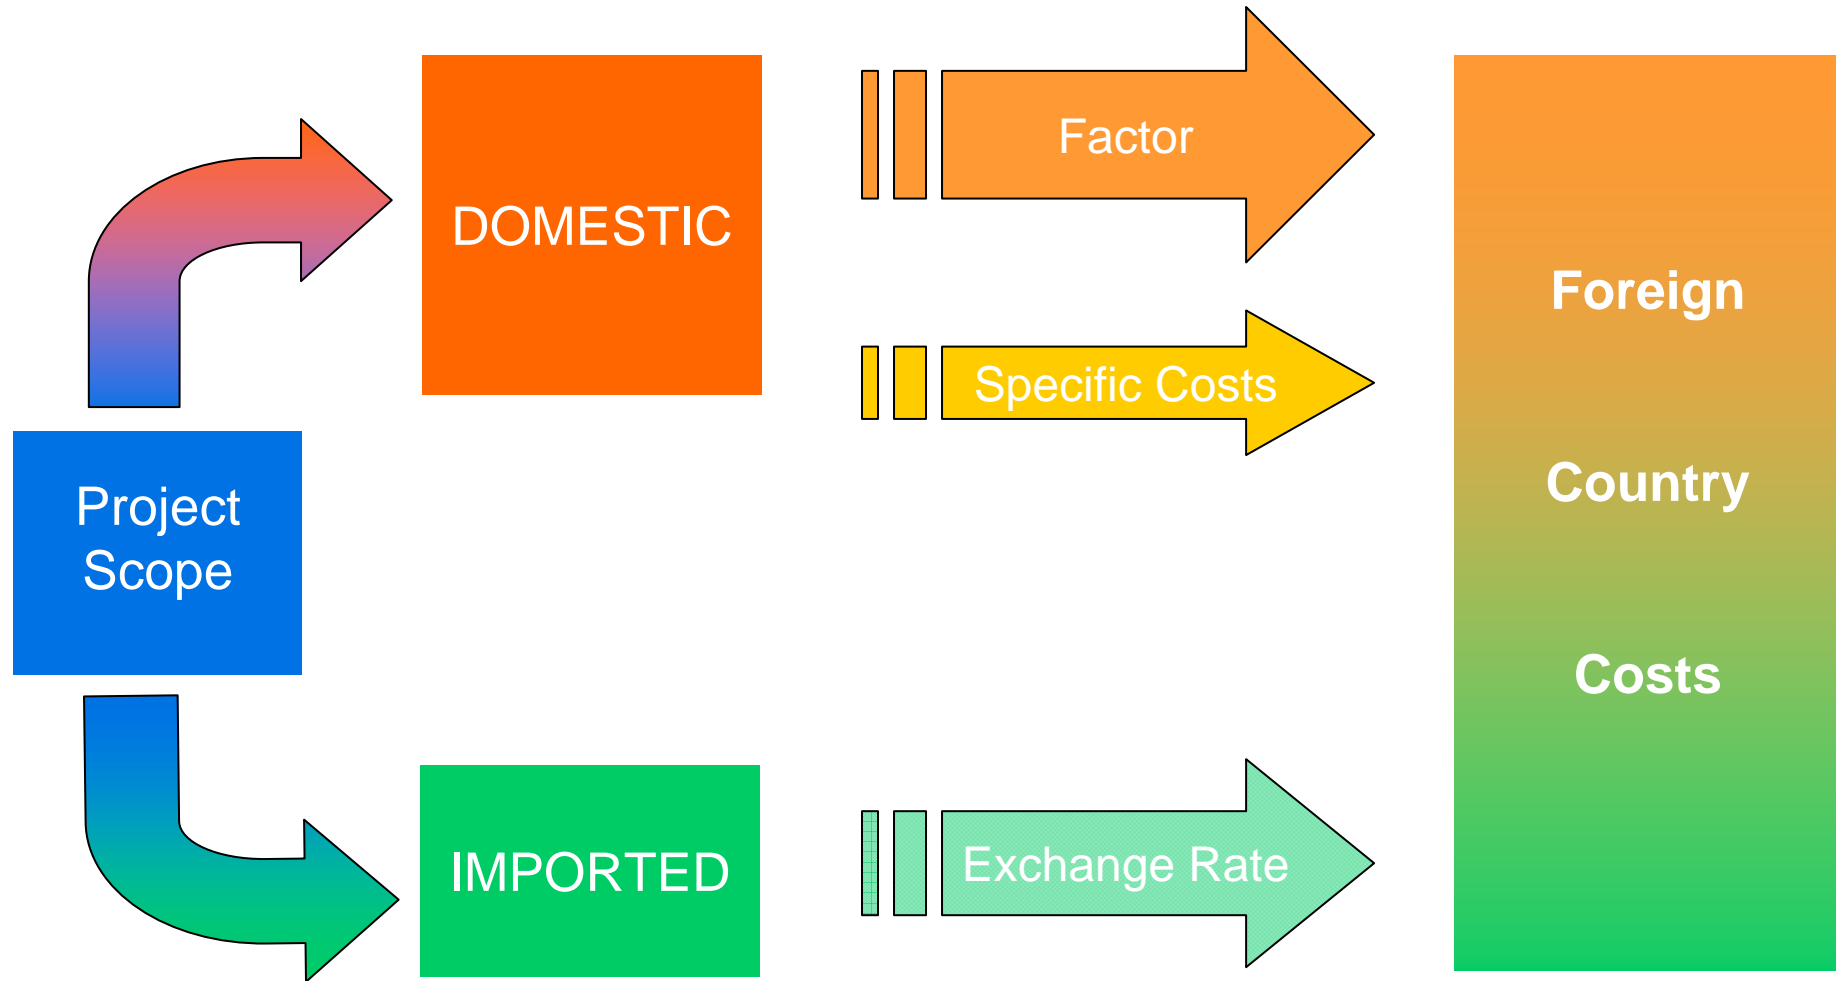 Project
Scope
DOMESTIC
IMPORTED
Factor
Specific Costs
Exchange Rate
Foreign
Country
Costs